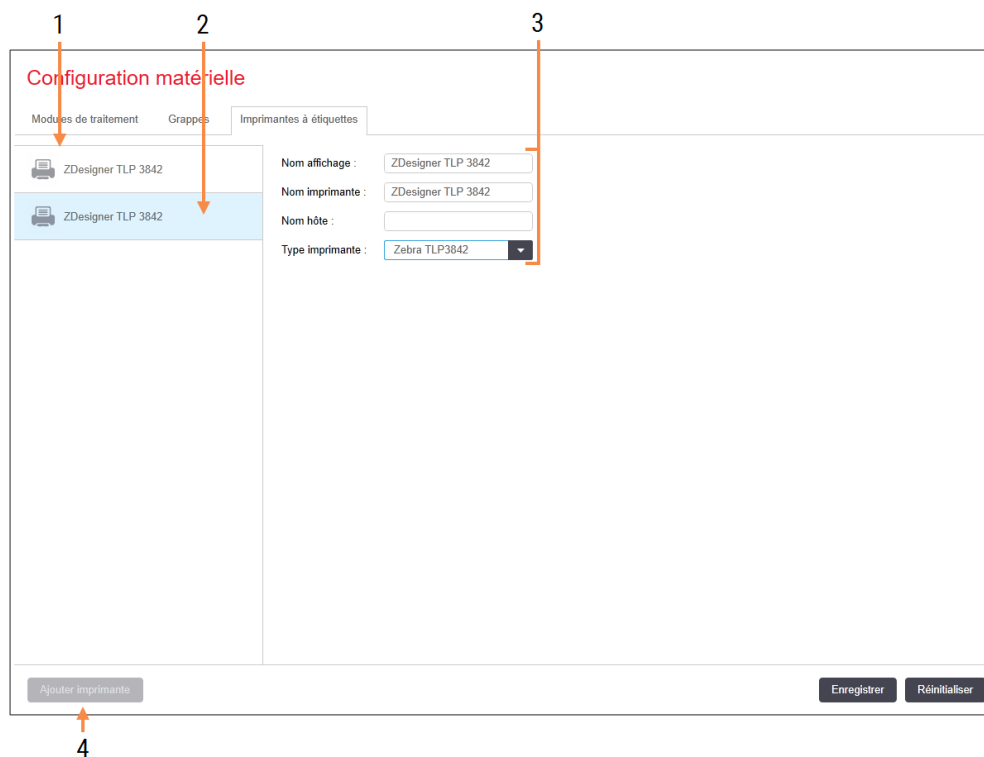 1 2 3
Configuration matérielle
Modules de traitement Grappes Imprimantes à étiquettes
ZDesigner TLP 3842
ZDesigner TLP 3842
Nom affichage : ZDesigner TLP 3842
Nom imprimante : ZDesigner TLP 3842
Nom hôte :
Type imprimante : Zebra TLP3842
Ajouter imprimante Enregistrer Réinitialiser
4